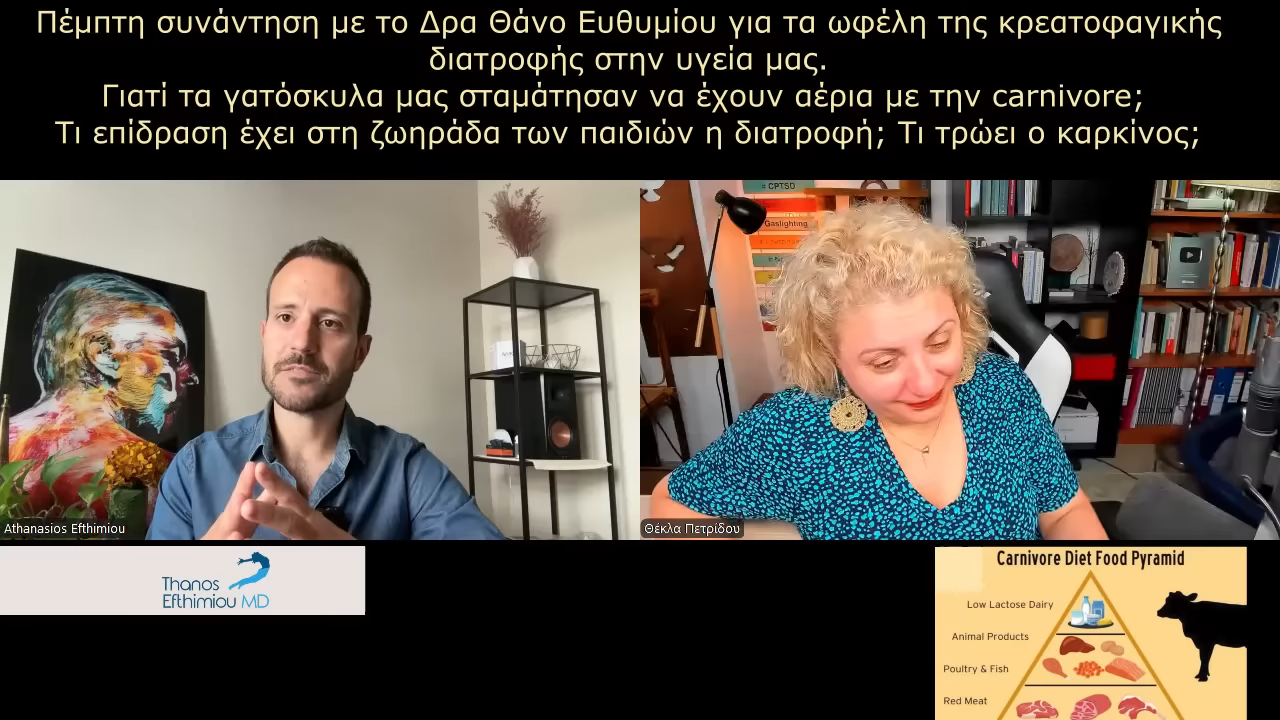 Πέμπτη συνάντηση με το Δρα Θάνο Ευθυμίου για τα ωφέλη της κρεατοφαγικής
διατροφής στην υγεία μας.
Γιατί τα γατόσκυλα μας σταμάτησαν να έχουν αέρια με την carnivore;
Τι επίδραση έχει στη ζωηράδα των παιδιών η διατροφή; Τι τρώει ο καρκίνος;
CPTSD
Gaslighting
Athanasios Efthimiou
Θέκλα Πετρίδου
Thanos
Efthimiou MD
Carnivore Diet Food Pyramid
Low Lactose Dairy
Animal Products
Poultry & Fish
Red Meat